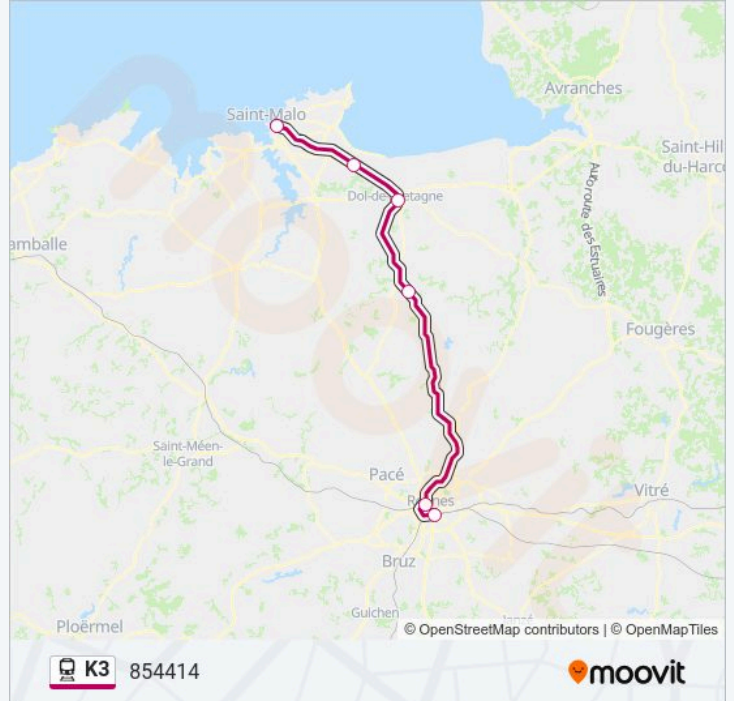 Avranches
Saint-Malo
Saint-Hil
du-Harc
Dol-de-Bretagne
Autoroute des Estuaires
amballe
Fougères
Saint-Méen-
le-Grand
Pacé
Vitré
Rennes
Bruz
Guichen
Ploërmel
© OpenStreetMap contributors | © OpenMapTiles
K3 854414
moovit